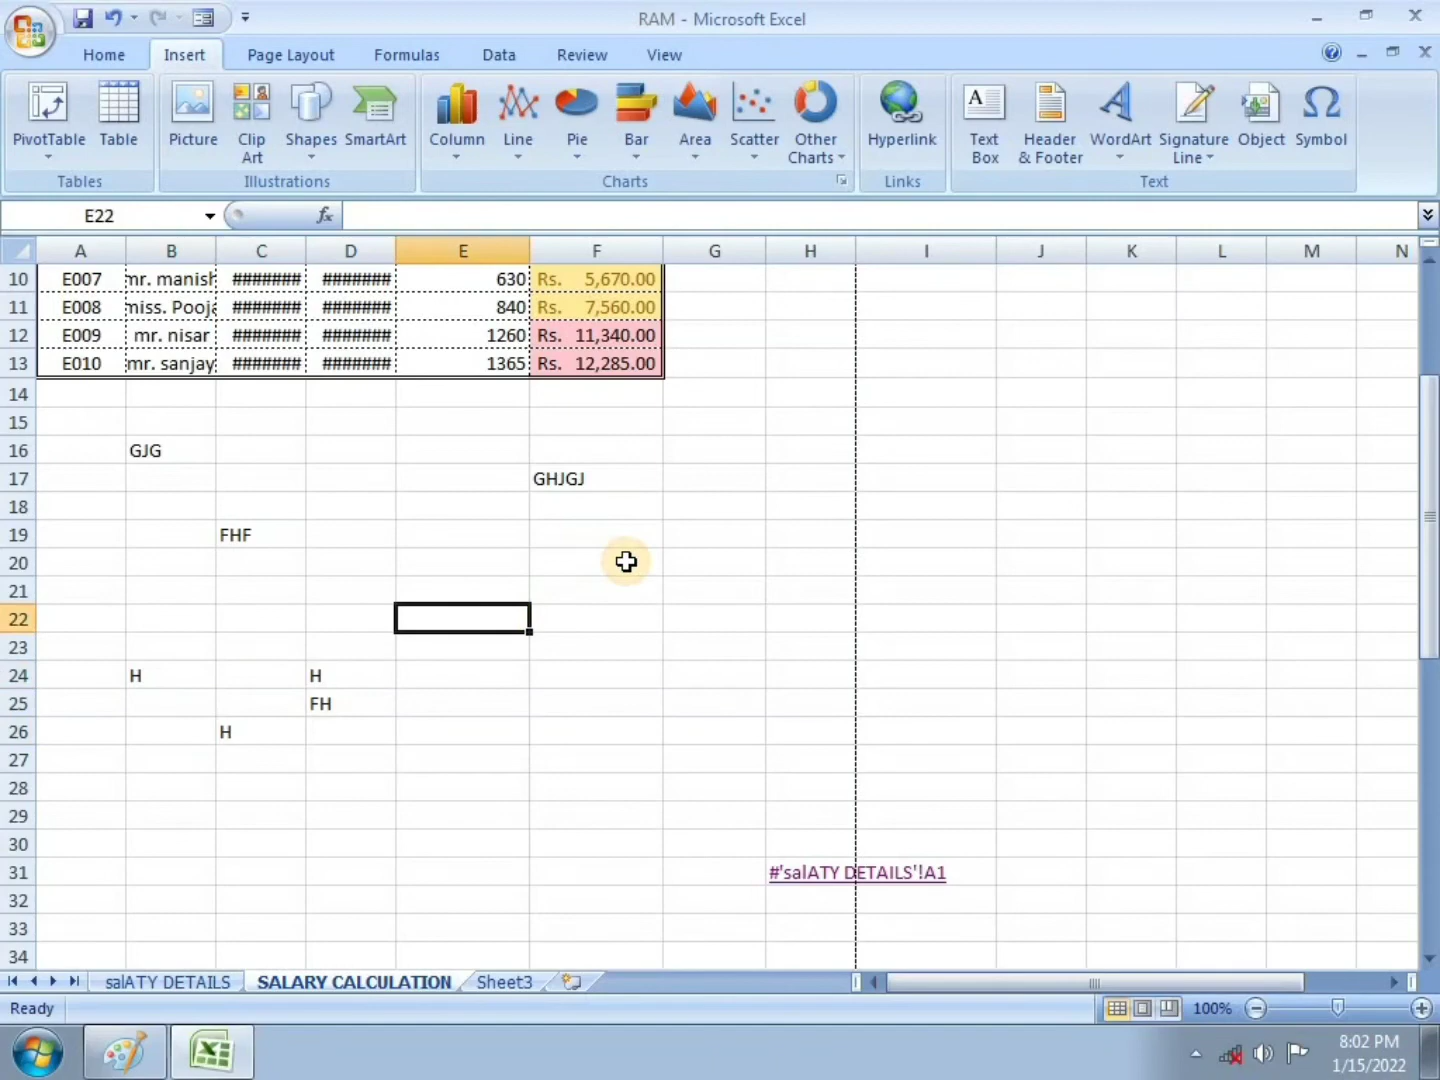 RAM - Microsoft Excel
Home Insert Page Layout Formulas Data Review View
PivotTable Table Picture Clip Art Shapes SmartArt Column Line Pie Bar Area Scatter Other Charts Hyperlink Text Box Header & Footer WordArt Signature Line Object Symbol
Tables Illustrations Charts Links Text
E22 fx
A B C D E F G H I J K L M N
10 E007 mr. manish ####### ####### 630 Rs. 5,670.00
11 E008 miss. Pooja ####### ####### 840 Rs. 7,560.00
12 E009 mr. nisar ####### ####### 1260 Rs. 11,340.00
13 E010 mr. sanjay ####### ####### 1365 Rs. 12,285.00
14
15
16 GJG
17 GHJGJ
18
19 FHF
20
21
22
23
24 H H
25 FH
26 H
27
28
29
30
31 #'salATY DETAILS'!A1
32
33
34
salATY DETAILS SALARY CALCULATION Sheet3
Ready 100%
8:02 PM
1/15/2022